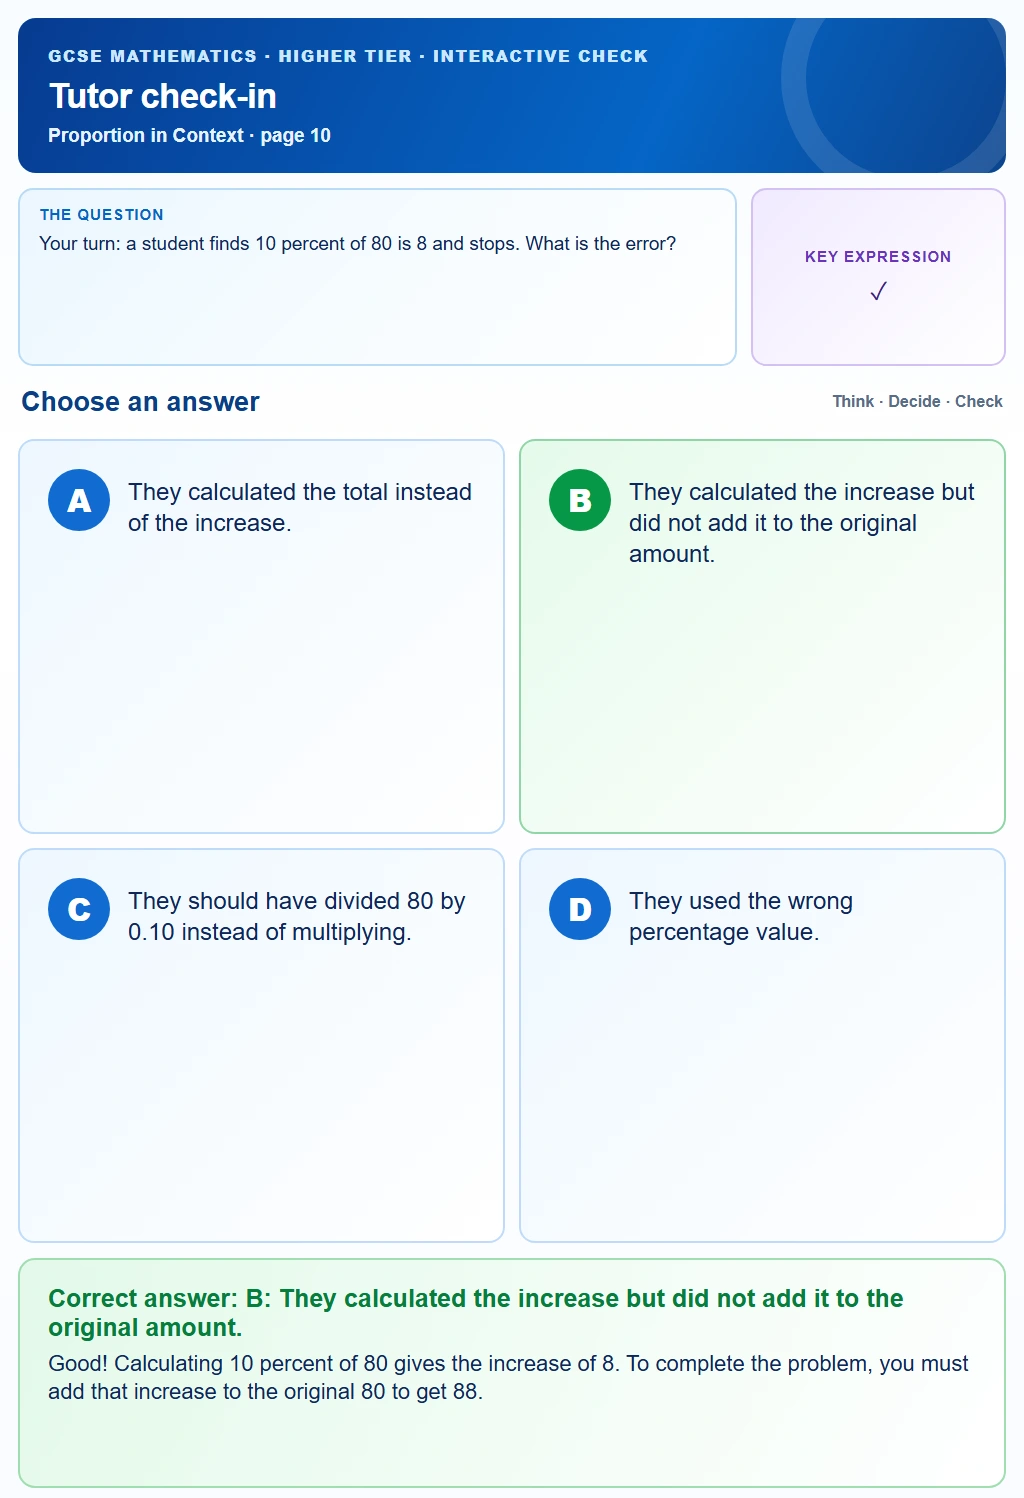 GCSE MATHEMATICS · HIGHER TIER · INTERACTIVE CHECK
Tutor check-in
Proportion in Context · page 10
THE QUESTION
Your turn: a student finds 10 percent of 80 is 8 and stops. What is the error?
KEY EXPRESSION
✓
Choose an answer
Think · Decide · Check
A
They calculated the total instead
of the increase.
B
They calculated the increase but
did not add it to the original
amount.
C
They should have divided 80 by
0.10 instead of multiplying.
D
They used the wrong
percentage value.
Correct answer: B: They calculated the increase but did not add it to the
original amount.
Good! Calculating 10 percent of 80 gives the increase of 8. To complete the problem, you must
add that increase to the original 80 to get 88.